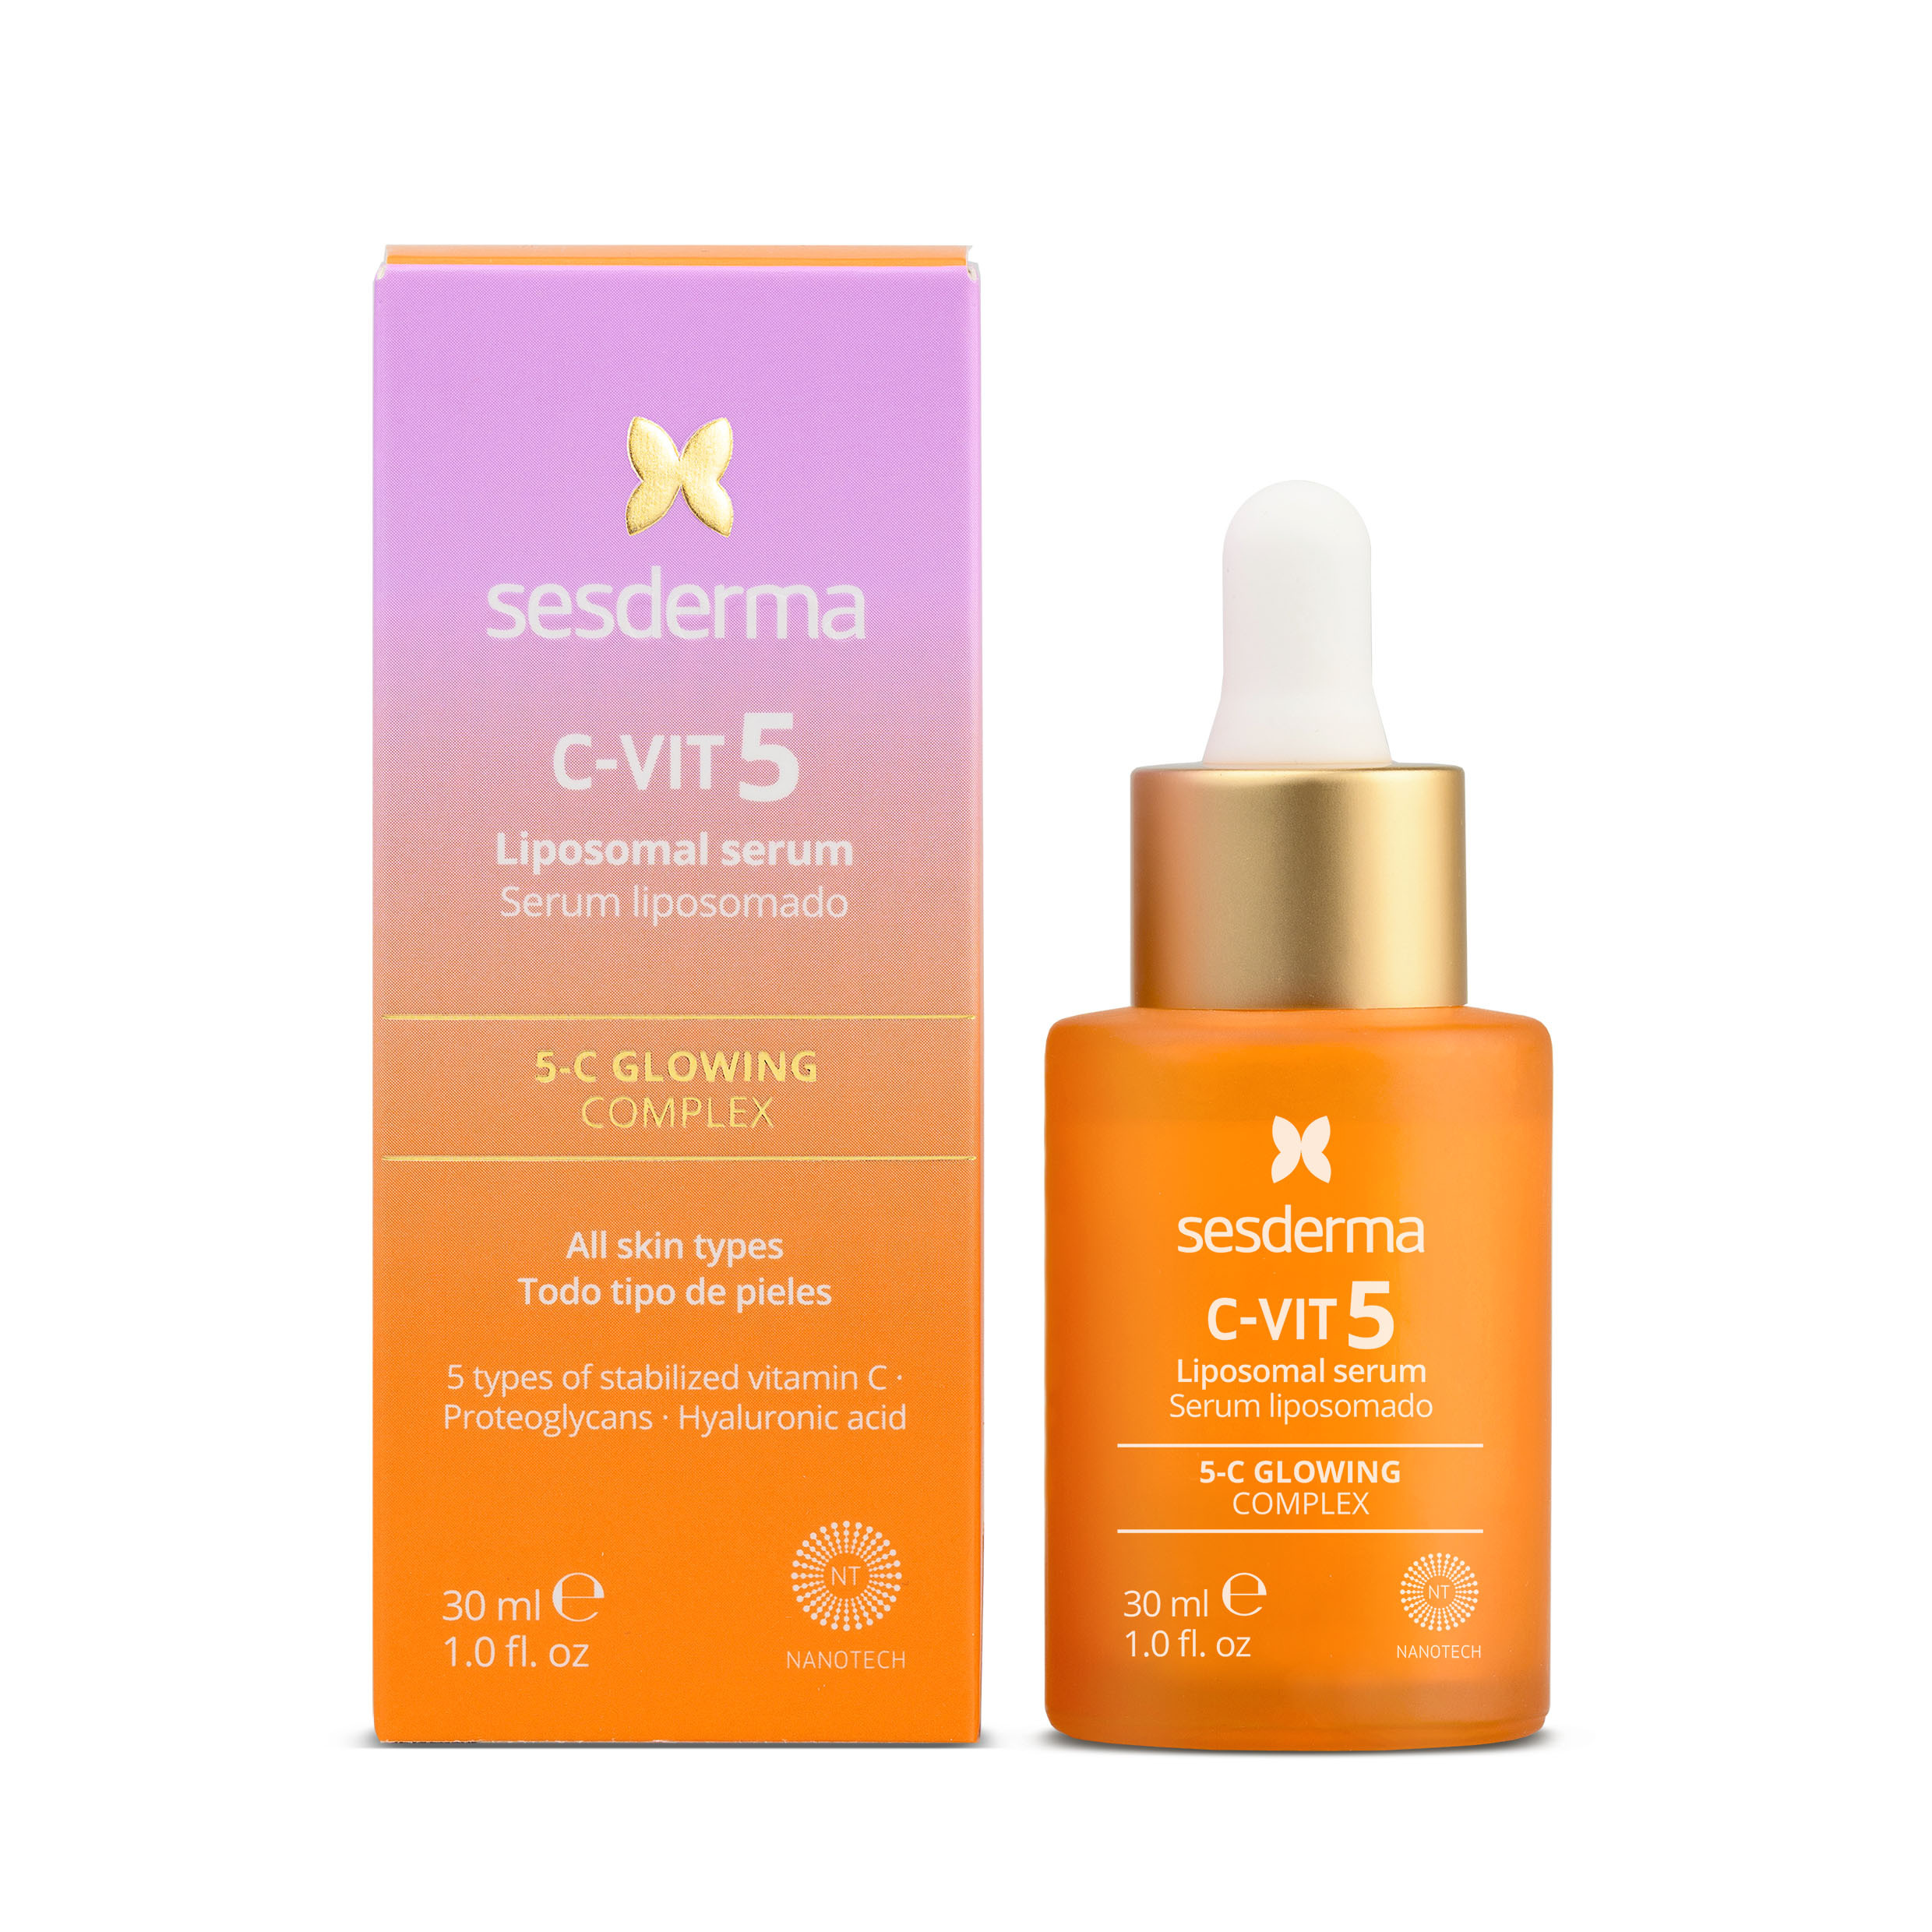 sesderma
C-VIT 5
Liposomal serum
Serum liposomado
5-C GLOWING
COMPLEX
All skin types
Todo tipo de pieles
5 types of stabilized vitamin C ·
Proteoglycans · Hyaluronic acid
30 ml ℮
1.0 fl. oz
NT
NANOTECH
sesderma
C-VIT 5
Liposomal serum
Serum liposomado
5-C GLOWING
COMPLEX
30 ml ℮
1.0 fl. oz
NT
NANOTECH